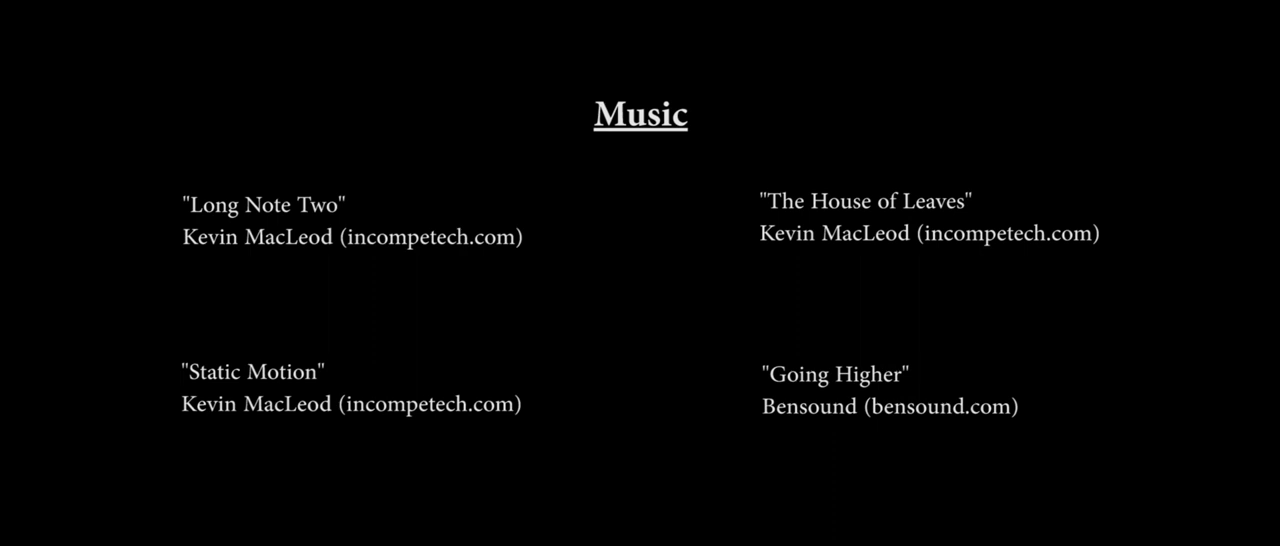 Music
"Long Note Two"
Kevin MacLeod (incompetech.com)
"The House of Leaves"
Kevin MacLeod (incompetech.com)
"Static Motion"
Kevin MacLeod (incompetech.com)
"Going Higher"
Bensound (bensound.com)